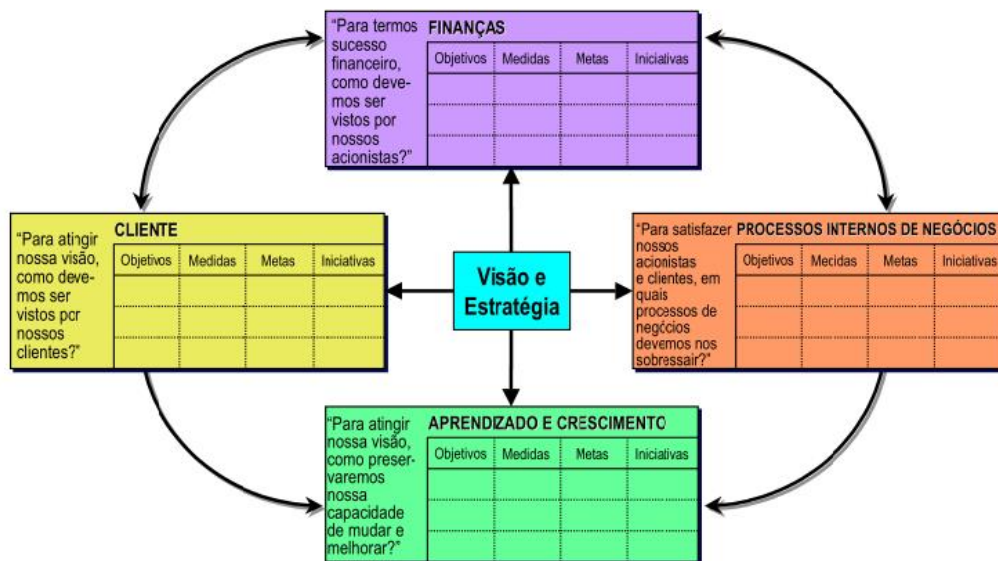 “Para termos
sucesso
financeiro,
como deve-
mos ser
vistos por
nossos
acionistas?”
FINANÇAS
Objetivos Medidas Metas Iniciativas
“Para atingir
nossa visão,
como deve-
mos ser
vistos por
nossos
clientes?”
CLIENTE
Objetivos Medidas Metas Iniciativas
Visão e
Estratégia
“Para satisfazer
nossos
acionistas
e clientes, em
quais
processos de
negócios
devemos nos
sobressair?”
PROCESSOS INTERNOS DE NEGÓCIOS
Objetivos Medidas Metas Iniciativas
“Para atingir
nossa visão,
como preser-
varemos
nossa
capacidade
de mudar e
melhorar?”
APRENDIZADO E CRESCIMENTO
Objetivos Medidas Metas Iniciativas